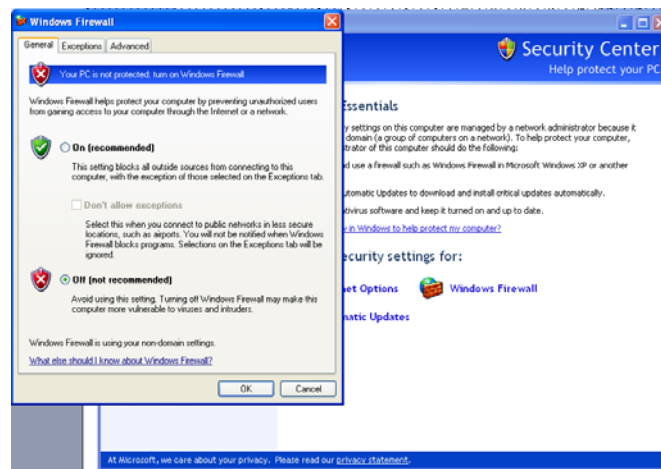 Windows Firewall
General Exceptions Advanced
Your PC is not protected: turn on Windows Firewall
Windows Firewall helps protect your computer by preventing unauthorized users
from gaining access to your computer through the Internet or a network.
On (recommended)
This setting blocks all outside sources from connecting to this
computer, with the exception of those selected on the Exceptions tab.
Don't allow exceptions
Select this when you connect to public networks in less secure
locations, such as airports. You will not be notified when Windows
Firewall blocks programs. Selections on the Exceptions tab will be
ignored.
Off (not recommended)
Avoid using this setting. Turning off Windows Firewall may make this
computer more vulnerable to viruses and intruders.
Windows Firewall is using your non-domain settings.
What else should I know about Windows Firewall?
OK Cancel
Security Center
Help protect your PC
Essentials
settings on this computer are managed by a network administrator because it
domain (a group of computers on a network). To help protect your computer,
of this computer should do the following:
use a firewall such as Windows Firewall in Microsoft Windows XP or another
Updates to download and install critical updates automatically.
software and keep it turned on and up to date.
in Windows to help protect my computer?
security settings for:
Options Windows Firewall
Updates
At Microsoft, we care about your privacy. Please read our privacy statement.